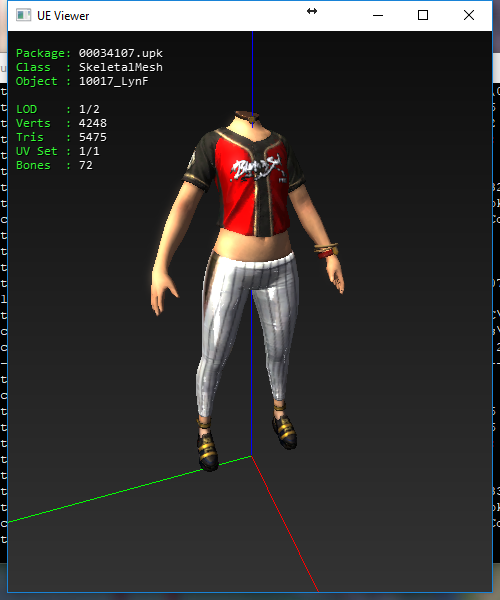 UE Viewer
Package: 00034107.upk
Class : SkeletalMesh
Object : 10017_LynF
LOD : 1/2
Verts : 4248
Tris : 5475
UV Set : 1/1
Bones : 72